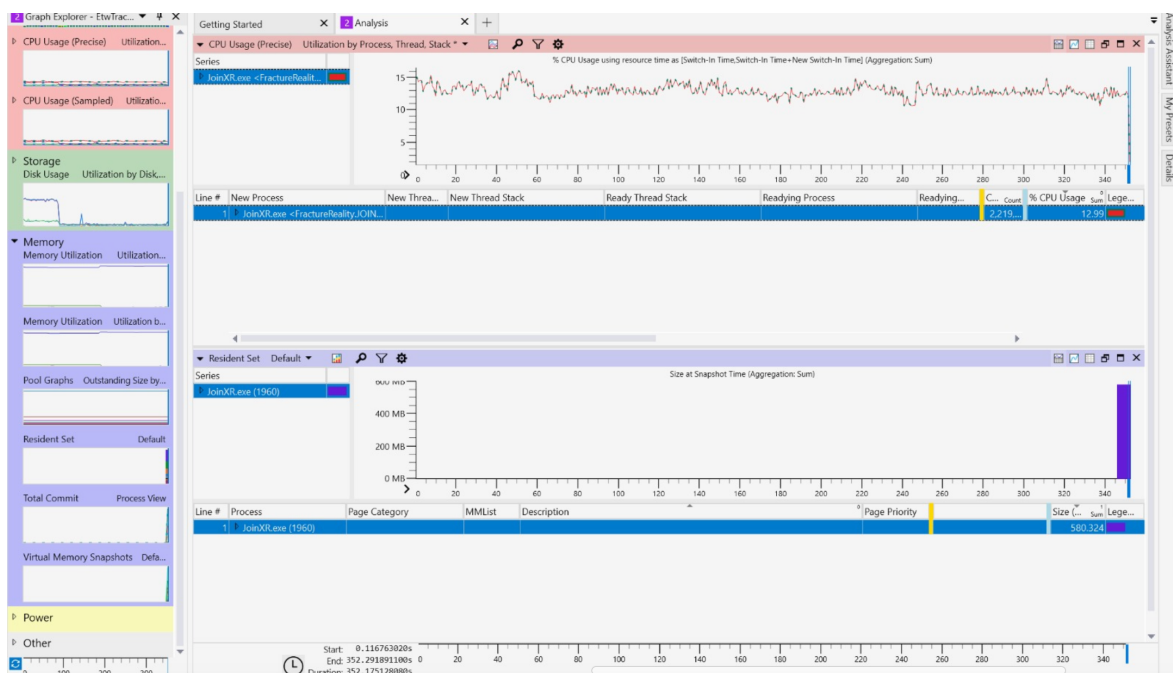 Graph Explorer - EtwTrac...
CPU Usage (Precise) Utilization...
CPU Usage (Sampled) Utilizatio...
Storage
Disk Usage Utilization by Disk,...
Memory
Memory Utilization Utilization...
Memory Utilization Utilization b...
Pool Graphs Outstanding Size by...
Resident Set Default
Total Commit Process View
Virtual Memory Snapshots Defa...
Power
Other
Getting Started
2 Analysis
CPU Usage (Precise) Utilization by Process, Thread, Stack *
Series
JoinXR.exe <FractureRealit...
% CPU Usage using resource time as [Switch-In Time,Switch-In Time+New Switch-In Time] (Aggregation: Sum)
15
10
5
0 20 40 60 80 100 120 140 160 180 200 220 240 260 280 300 320 340
Line # New Process New Threa... New Thread Stack Ready Thread Stack Readying Process Readying... C... Count % CPU Usage Sum Lege...
1 JoinXR.exe <FractureReality.JOIN... 2,219,... 12.99
Resident Set Default
Series
JoinXR.exe (1960)
Size at Snapshot Time (Aggregation: Sum)
600 MB
400 MB
200 MB
0 MB
0 20 40 60 80 100 120 140 160 180 200 220 240 260 280 300 320 340
Line # Process Page Category MMList Description Page Priority Size (... Sum Lege...
1 JoinXR.exe (1960) 580.324
Start: 0.116763020s
End: 352.291891100s
Duration: 352.175128080s
0 20 40 60 80 100 120 140 160 180 200 220 240 260 280 300 320 340
Analysis Assistant
My Presets
Details